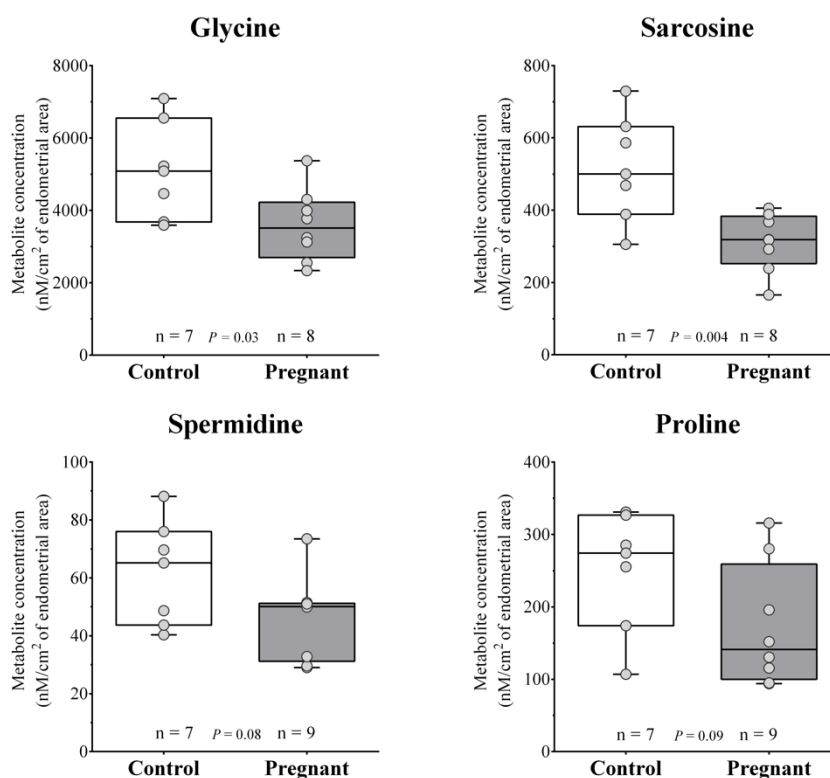 Glycine
Metabolite concentration
(nM/cm² of endometrial area)
8000
6000
4000
2000
0
n = 7 P = 0.03 n = 8
Control Pregnant
Sarcosine
Metabolite concentration
(nM/cm² of endometrial area)
800
600
400
200
0
n = 7 P = 0.004 n = 8
Control Pregnant
Spermidine
Metabolite concentration
(nM/cm² of endometrial area)
100
80
60
40
20
0
n = 7 P = 0.08 n = 9
Control Pregnant
Proline
Metabolite concentration
(nM/cm² of endometrial area)
400
300
200
100
0
n = 7 P = 0.09 n = 9
Control Pregnant